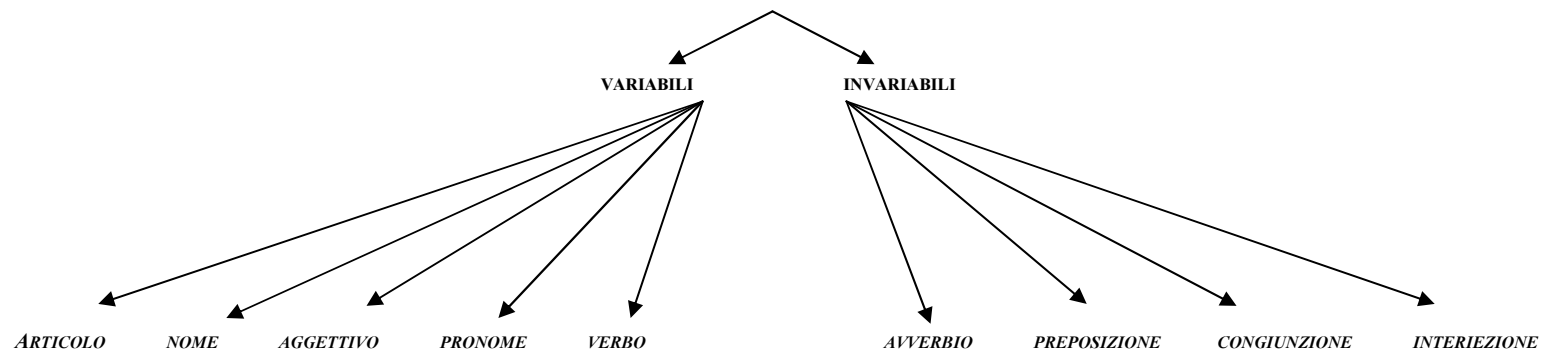 VARIABILI INVARIABILI
ARTICOLO NOME AGGETTIVO PRONOME VERBO AVVERBIO PREPOSIZIONE CONGIUNZIONE INTERIEZIONE